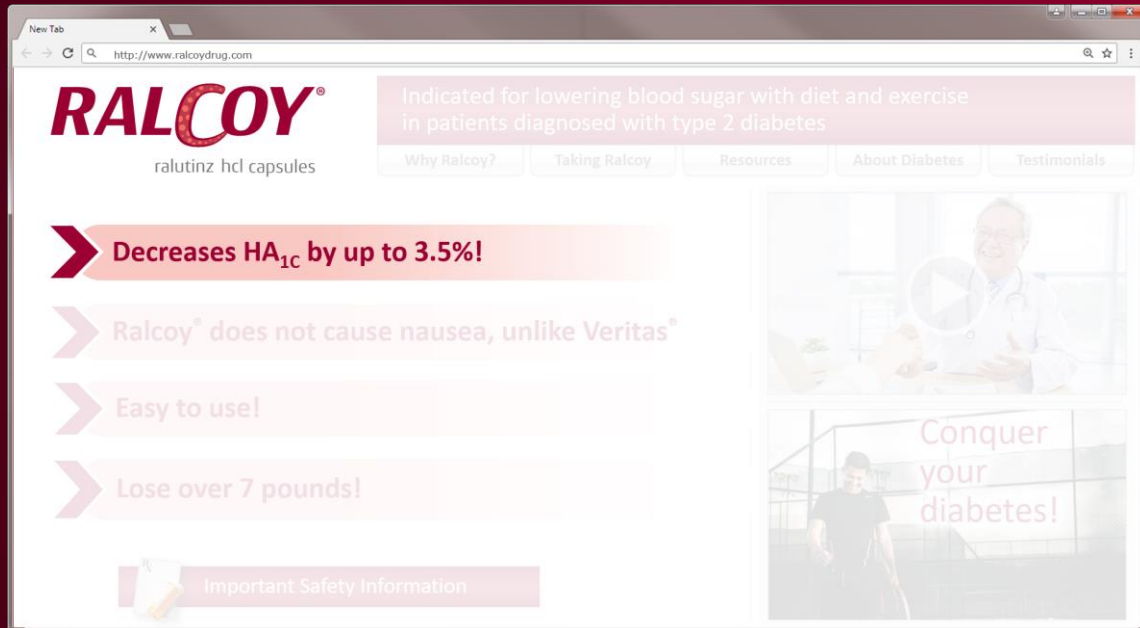 New Tab
http://www.ralcoydrug.com
RALCOY®
ralutinz hcl capsules
Indicated for lowering blood sugar with diet and exercise
in patients diagnosed with type 2 diabetes
Why Ralcoy?
Taking Ralcoy
Resources
About Diabetes
Testimonials
Decreases HA1C by up to 3.5%!
Ralcoy® does not cause nausea, unlike Veritas®
Easy to use!
Lose over 7 pounds!
Important Safety Information
Conquer
your
diabetes!